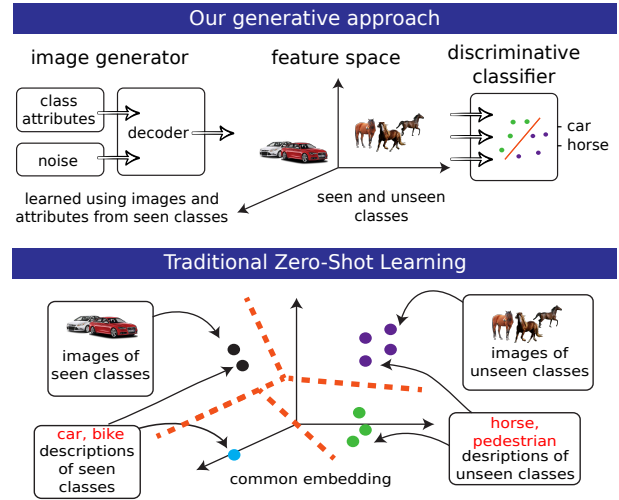 Our generative approach
image generator
feature space
discriminative
classifier
class
attributes
noise
decoder
car
horse
learned using images and
attributes from seen classes
seen and unseen
classes
Traditional Zero-Shot Learning
images of
seen classes
images of
unseen classes
car, bike
descriptions
of seen
classes
common embedding
horse,
pedestrian
desriptions of
unseen classes